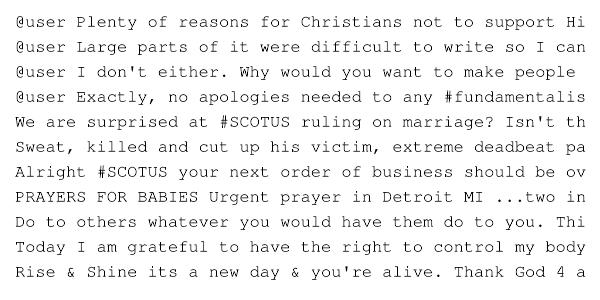 @user Plenty of reasons for Christians not to support Hi
@user Large parts of it were difficult to write so I can
@user I don't either. Why would you want to make people
@user Exactly, no apologies needed to any #fundamentalis
We are surprised at #SCOTUS ruling on marriage? Isn't th
Sweat, killed and cut up his victim, extreme deadbeat pa
Alright #SCOTUS your next order of business should be ov
PRAYERS FOR BABIES Urgent prayer in Detroit MI ...two in
Do to others whatever you would have them do to you. Thi
Today I am grateful to have the right to control my body
Rise & Shine its a new day & you're alive. Thank God 4 a